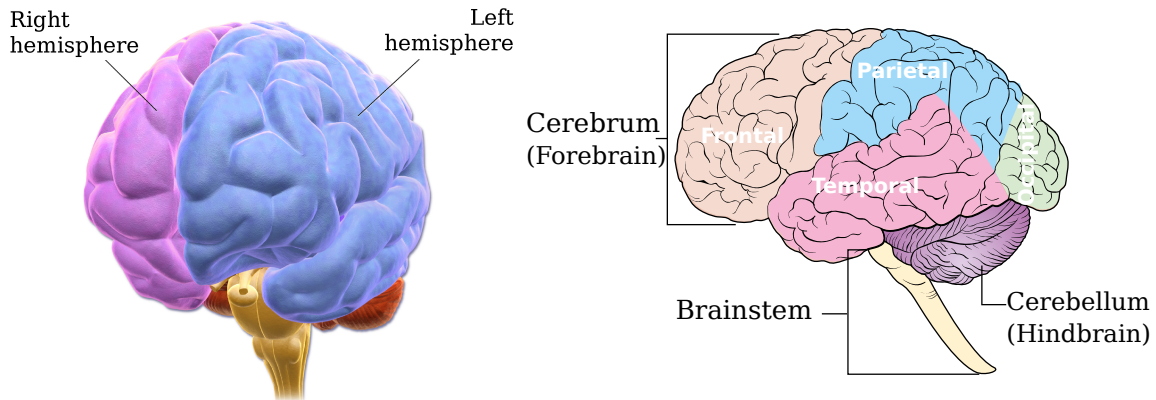 Right
hemisphere
Left
hemisphere
Cerebrum
(Forebrain)
Frontal
Parietal
Temporal
Occipital
Brainstem
Cerebellum
(Hindbrain)